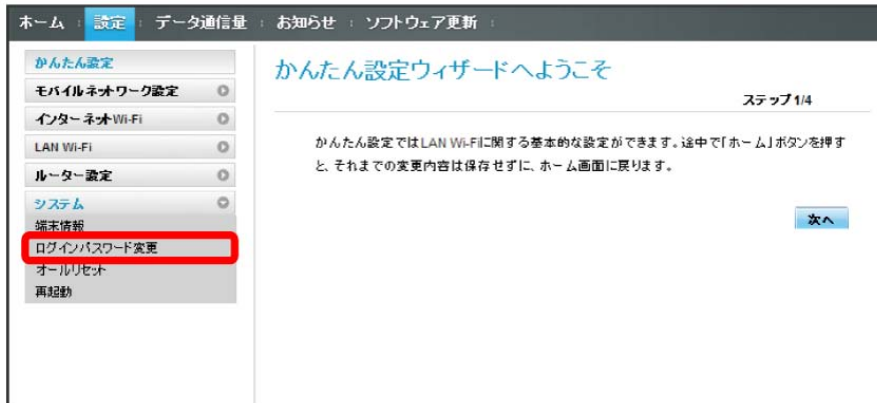 ホーム 設定 データ通信量 お知らせ ソフトウェア更新
かんたん設定
モバイルネットワーク設定
インターネットWi-Fi
LAN Wi-Fi
ルーター設定
システム
端末情報
ログインパスワード変更
オールリセット
再起動
かんたん設定ウィザードへようこそ
ステップ1/4
かんたん設定ではLAN Wi-Fiに関する基本的な設定ができます。途中で「ホーム」ボタンを押す
と、それまでの変更内容は保存せずに、ホーム画面に戻ります。
次へ